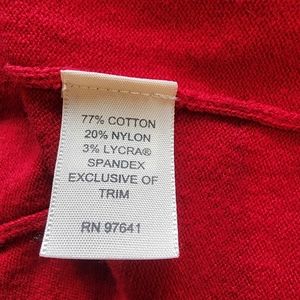 77% COTTON
20% NYLON
3% LYCRA®
SPANDEX
EXCLUSIVE OF
TRIM
RN 97641